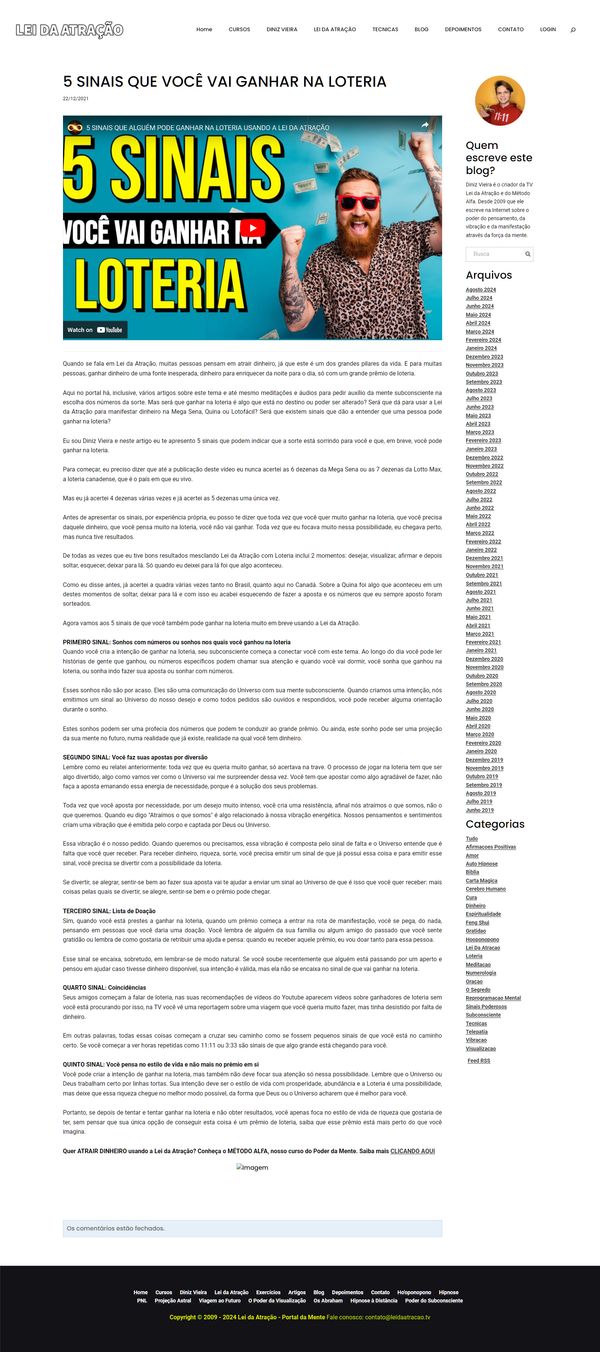 LEI DA ATRAÇÃO
Home CURSOS DINIZ VIEIRA LEI DA ATRAÇÃO TECNICAS BLOG DEPOIMENTOS CONTATO LOGIN
5 SINAIS QUE VOCÊ VAI GANHAR NA LOTERIA
22/12/2021
5 SINAIS QUE ALGUÉM PODE GANHAR NA LOTERIA USANDO A LEI DA ATRAÇÃO
5 SINAIS
VOCÊ VAI GANHAR NA
LOTERIA
Watch on YouTube
Quando se fala em Lei da Atração, muitas pessoas pensam em atrair dinheiro, já que este é um dos grandes pilares da vida. E para muitas
pessoas, ganhar dinheiro de uma fonte inesperada, dinheiro para enriquecer da noite para o dia, só com um grande prêmio de loteria.
Aqui no portal há, inclusive, vários artigos sobre este tema e até mesmo meditações e áudios para pedir auxílio da mente subconsciente na
escolha dos números da sorte. Mas será que ganhar na loteria é algo que está no destino ou poder ser alterado? Será que dá para usar a Lei
da Atração para manifestar dinheiro na Mega Sena, Quina ou Lotofácil? Será que existem sinais que dão a entender que uma pessoa pode
ganhar na loteria?
Eu sou Diniz Vieira e neste artigo eu te apresento 5 sinais que podem indicar que a sorte está sorrindo para você e que, em breve, você pode
ganhar na loteria.
Para começar, eu preciso dizer que até a publicação deste vídeo eu nunca acertei as 6 dezenas da Mega Sena ou as 7 dezenas da Lotto Max,
a loteria canadense, que é o país em que eu vivo.
Mas eu já acertei 4 dezenas várias vezes e já acertei as 5 dezenas uma única vez.
Antes de apresentar os sinais, por experiência própria, eu posso te dizer que toda vez que você quer muito ganhar na loteria, que você precisa
daquele dinheiro, que você pensa muito na loteria, você não vai ganhar. Toda vez que eu focava muito nessa possibilidade, eu chegava perto,
mas nunca tive resultados.
De todas as vezes que eu tive bons resultados mesclando Lei da Atração com Loteria inclui 2 momentos: desejar, visualizar, afirmar e depois
soltar, esquecer, deixar para lá. Só quando eu deixei para lá foi que algo aconteceu.
Como eu disse antes, já acertei a quadra várias vezes tanto no Brasil, quanto aqui no Canadá. Sobre a Quina foi algo que aconteceu em um
destes momentos de soltar, deixar para lá e com isso eu acabei esquecendo de fazer a aposta e os números que eu sempre aposto foram
sorteados.
Agora vamos aos 5 sinais de que você também pode ganhar na loteria muito em breve usando a Lei da Atração.
PRIMEIRO SINAL: Sonhos com números ou sonhos nos quais você ganhou na loteria
Quando você cria a intenção de ganhar na loteria, seu subconsciente começa a conectar você com este tema. Ao longo do dia você pode ler
histórias de gente que ganhou, ou números específicos podem chamar sua atenção e quando você vai dormir, você sonha que ganhou na
loteria, ou sonha indo fazer sua aposta ou sonhar com números.
Esses sonhos não são por acaso. Eles são uma comunicação do Universo com sua mente subconsciente. Quando criamos uma intenção, nós
emitimos um sinal ao Universo do nosso desejo e como todos pedidos são ouvidos e respondidos, você pode receber alguma orientação
durante o sonho.
Estes sonhos podem ser uma profecia dos números que podem te conduzir ao grande prêmio. Ou ainda, este sonho pode ser uma projeção
da sua mente no futuro, numa realidade que já existe, realidade na qual você tem dinheiro.
SEGUNDO SINAL: Você faz suas apostas por diversão
Lembre como eu relatei anteriormente: toda vez que eu queria muito ganhar, só acertava na trave. O processo de jogar na loteria tem que ser
algo divertido, algo como vamos ver como o Universo vai me surpreender dessa vez. Você tem que apostar como algo agradável de fazer, não
faça a aposta emanando essa energia de necessidade, porque é a solução dos seus problemas.
Toda vez que você aposta por necessidade, por um desejo muito intenso, você cria uma resistência, afinal nós atraímos o que somos, não o
que queremos. Quando eu digo "Atraímos o que somos" é algo relacionado à nossa vibração energética. Nossos pensamentos e sentimentos
criam uma vibração que é emitida pelo corpo e captada por Deus ou Universo.
Essa vibração é o nosso pedido. Quando queremos ou precisamos, essa vibração é composta pelo sinal de falta e o Universo entende que é
falta que você quer receber. Para receber dinheiro, riqueza, sorte, você precisa emitir um sinal de que já possui essa coisa e para emitir esse
sinal, você precisa se divertir com a possibilidade da loteria.
Se divertir, se alegrar, sentir-se bem ao fazer sua aposta vai te ajudar a enviar um sinal ao Universo de que é isso que você quer receber: mais
coisas pelas quais se divertir, se alegre, sentir-se bem e o prêmio pode chegar.
TERCEIRO SINAL: Lista de Doação
Sim, quando você está prestes a ganhar na loteria, quando um prêmio começa a entrar na rota de manifestação, você se pega, do nada,
pensando em pessoas que você daria uma doação. Você lembra de alguém da sua família ou algum amigo do passado que você sente
gratidão ou lembra de como gostaria de retribuir uma ajuda e pensa: quando eu receber aquele prêmio, eu vou doar tanto para essa pessoa.
Esse sinal se encaixa, sobretudo, em lembrar-se de modo natural. Se você soube recentemente que alguém está passando por um aperto e
pensou em ajudar caso tivesse dinheiro disponível, sua intenção é válida, mas ela não se encaixa no sinal de que vai ganhar na loteria.
QUARTO SINAL: Coincidências
Seus amigos começam a falar de loteria, nas suas recomendações de vídeos do Youtube aparecem vídeos sobre ganhadores de loteria sem
você está procurando por isso, na TV você vê uma reportagem sobre uma viagem que você queria muito fazer, mas tinha desistido por falta de
dinheiro.
Em outras palavras, todas essas coisas começam a cruzar seu caminho como se fossem pequenos sinais de que você está no caminho
certo. Se você começar a ver horas repetidas como 11:11 ou 3:33 são sinais de que algo grande está chegando para você.
QUINTO SINAL: Você pensa no estilo de vida e não mais no prêmio em si
Você pode criar a intenção de ganhar na loteria, mas também não deve focar sua atenção só nessa possibilidade. Lembre que o Universo ou
Deus trabalham certo por linhas tortas. Sua intenção deve ser o estilo de vida com prosperidade, abundância e a Loteria é uma possibilidade,
mas deixe que essa riqueza chegue no melhor modo possível, da forma que Deus ou o Universo acharem que é melhor para você.
Portanto, se depois de tentar e tentar ganhar na loteria e não obter resultados, você apenas foca no estilo de vida de riqueza que gostaria de
ter, sem pensar que sua única opção de conseguir esta coisa é um prêmio de loteria, saiba que esse prêmio está mais perto do que você
imagina.
Quer ATRAIR DINHEIRO usando a Lei da Atração? Conheça o MÉTODO ALFA, nosso curso do Poder da Mente. Saiba mais CLICANDO AQUI
Imagem
Os comentários estão fechados.
11:11
Quem
escreve este
blog?
Diniz Vieira é o criador da TV
Lei da Atração e do Método
Alfa. Desde 2009 que ele
escreve na Internet sobre o
poder do pensamento, da
vibração e da manifestação
através da força da mente.
Busca
Arquivos
Agosto 2024
Julho 2024
Junho 2024
Maio 2024
Abril 2024
Março 2024
Fevereiro 2024
Janeiro 2024
Dezembro 2023
Novembro 2023
Outubro 2023
Setembro 2023
Agosto 2023
Julho 2023
Junho 2023
Maio 2023
Abril 2023
Março 2023
Fevereiro 2023
Janeiro 2023
Dezembro 2022
Novembro 2022
Outubro 2022
Setembro 2022
Agosto 2022
Julho 2022
Junho 2022
Maio 2022
Abril 2022
Março 2022
Fevereiro 2022
Janeiro 2022
Dezembro 2021
Novembro 2021
Outubro 2021
Setembro 2021
Agosto 2021
Julho 2021
Junho 2021
Maio 2021
Abril 2021
Março 2021
Fevereiro 2021
Janeiro 2021
Dezembro 2020
Novembro 2020
Outubro 2020
Setembro 2020
Agosto 2020
Julho 2020
Junho 2020
Maio 2020
Abril 2020
Março 2020
Fevereiro 2020
Janeiro 2020
Dezembro 2019
Novembro 2019
Outubro 2019
Setembro 2019
Agosto 2019
Julho 2019
Junho 2019
Categorias
Tudo
Afirmacoes Positivas
Amor
Auto Hipnose
Biblia
Carta Magica
Cerebro Humano
Cura
Dinheiro
Espiritualidade
Feng Shui
Gratidao
Hooponopono
Lei Da Atracao
Loteria
Meditacao
Numerologia
Oracao
O Segredo
Reprogramacao Mental
Sinais Poderosos
Subconsciente
Tecnicas
Telepatia
Vibracao
Visualizacao
Feed RSS
Home Cursos Diniz Vieira Lei da Atração Exercícios Artigos Blog Depoimentos Contato Ho'oponopono Hipnose
PNL Projeção Astral Viagem ao Futuro O Poder da Visualização Os Abraham Hipnose à Distância Poder do Subconsciente
Copyright © 2009 - 2024 Lei da Atração - Portal da Mente Fale conosco: contato@leidaatracao.tv